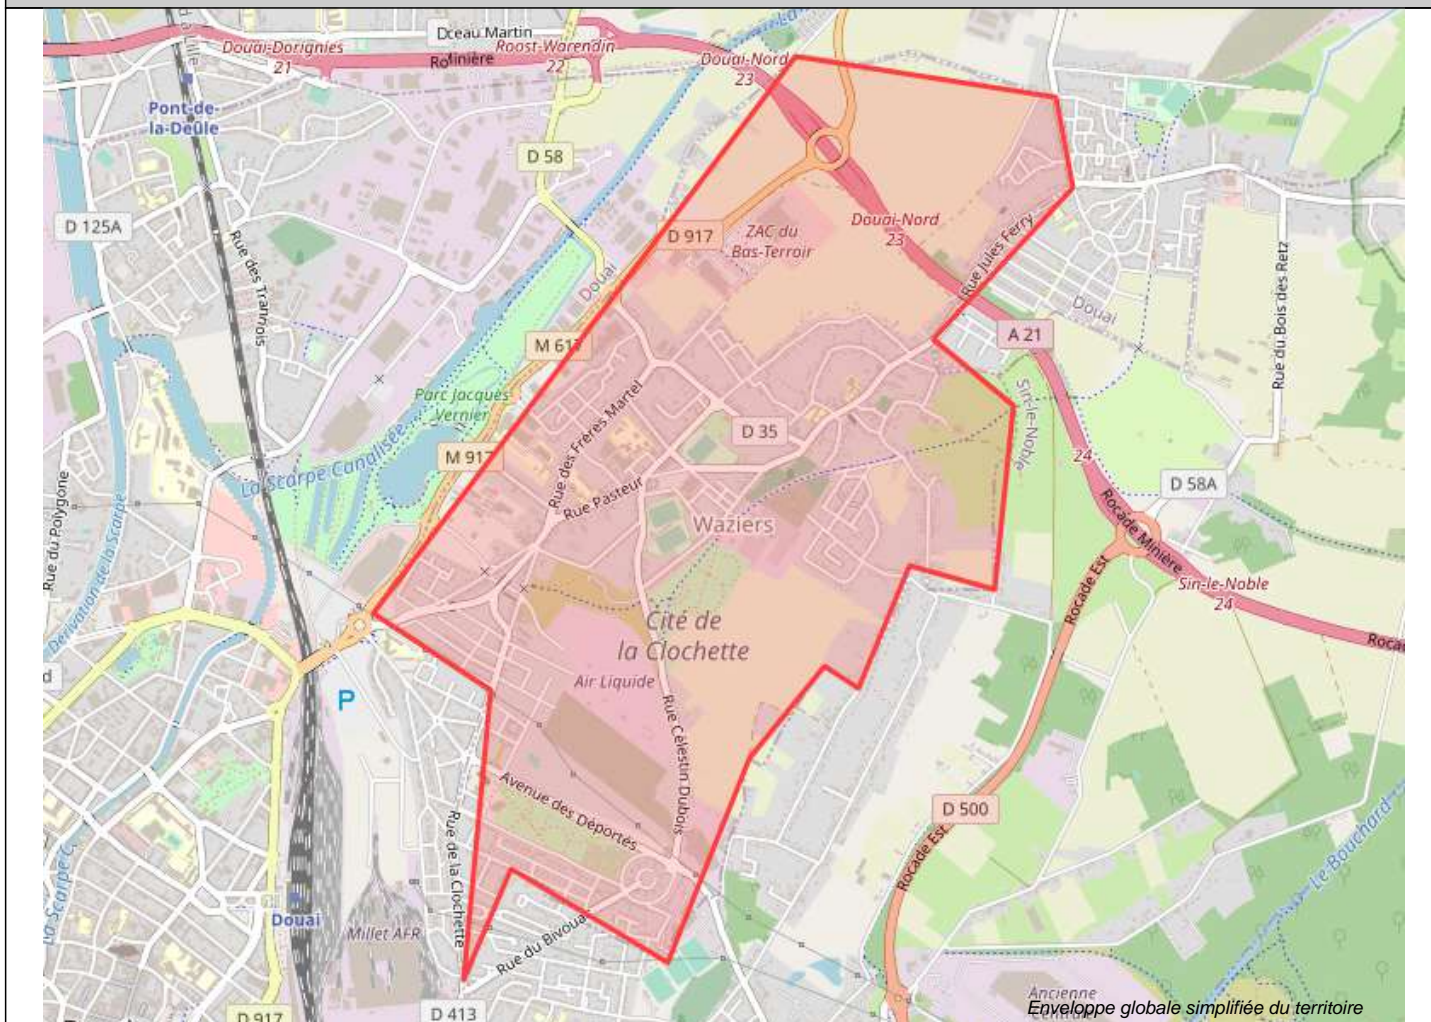 Dceau Martin
Douai-Dorignies
21
Rofinière
Roost-Warendin
22
Douai-Nord
23
Pont-de-
la-Deûle
D 58
D 125A
D 917
ZAC du
Bas-Terroir
Douai-Nord
23
Rue Jules Ferry
Rue des Trannois
Douai
Douai
Rue du Bois des Retz
A 21
M 617
Parc Jacques
Vernier
Rue des Frères Martel
D 35
Sin-le-Noble
24
M 917
La Scarpe Canalisée
Rue Pasteur
D 58A
Waziers
Rocade Minière
Rue du Polygone
Dérivation de la Scarpe
Sin-le-Noble
24
Rocade Est
Cité de
la Clochette
Air Liquide
P
Rue Célestin Dubois
Avenue des Déportés
D 500
Rue de la Clochette
Rocade Est
Le Bouchard
La Scarpe
Douai
Millet AFR
Rue du Bivouac
D 917
D 413
Ancienne
Enveloppe globale simplifiée du territoire